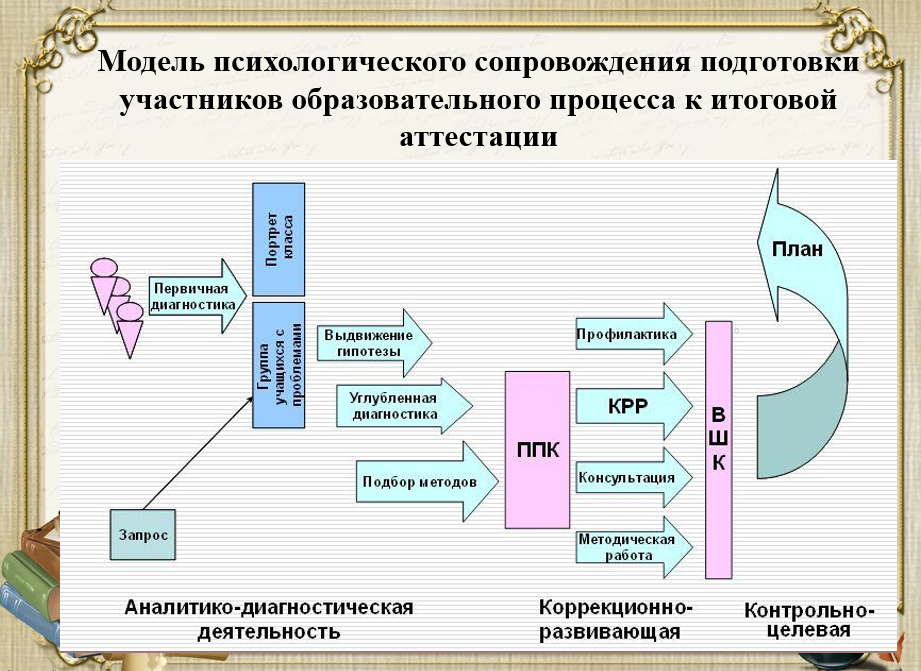 Модель психологического сопровождения подготовки
участников образовательного процесса к итоговой
аттестации
Портрет
класса
Первичная
диагностика
Группа
учащихся с
проблемами
Выдвижение
гипотезы
Углубленная
диагностика
Подбор методов
Запрос
ППК
Профилактика
КРР
Консультация
Методическая
работа
В
Ш
К
План
Аналитико-диагностическая
деятельность
Коррекционно-
развивающая
Контрольно-
целевая